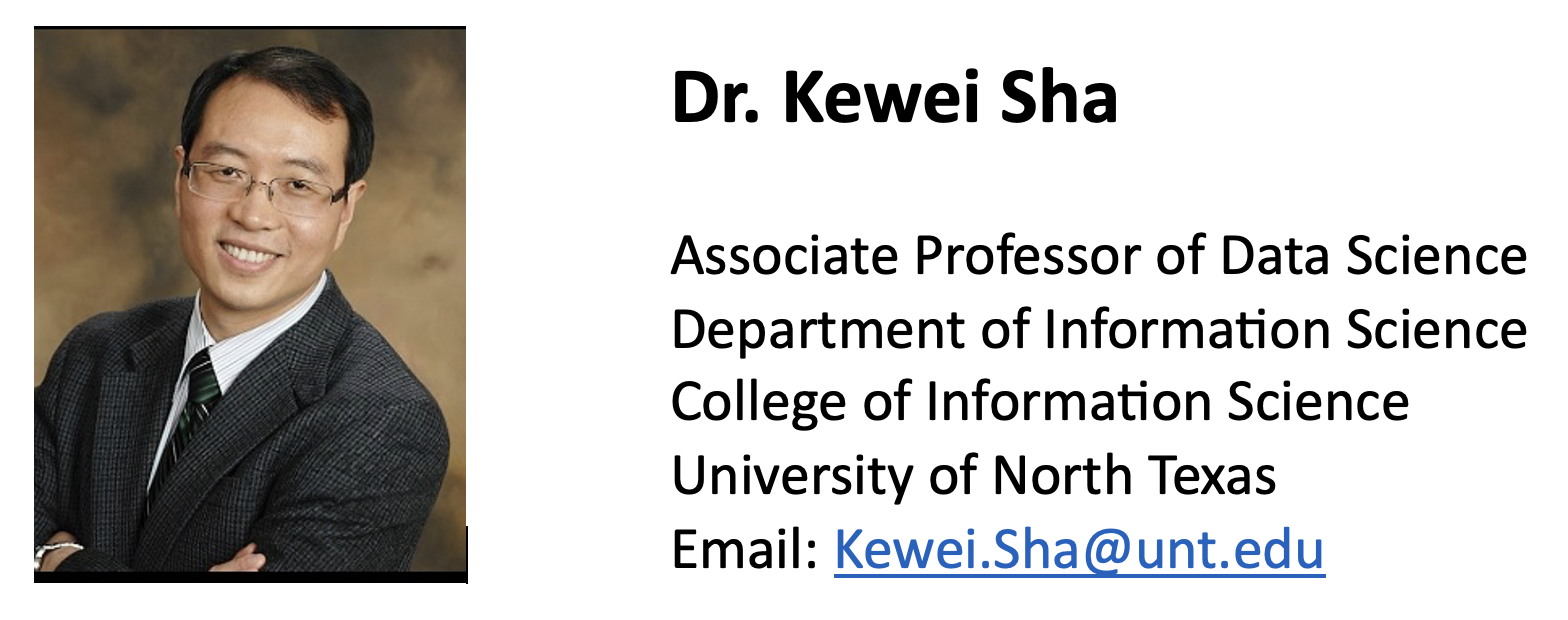 Dr. Kewei Sha
Associate Professor of Data Science
Department of Information Science
College of Information Science
University of North Texas
Email: Kewei.Sha@unt.edu